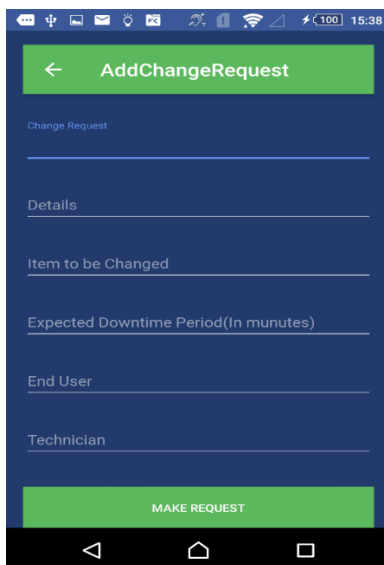 100 15:38
AddChangeRequest
Change Request
Details
Item to be Changed
Expected Downtime Period(In munutes)
End User
Technician
MAKE REQUEST